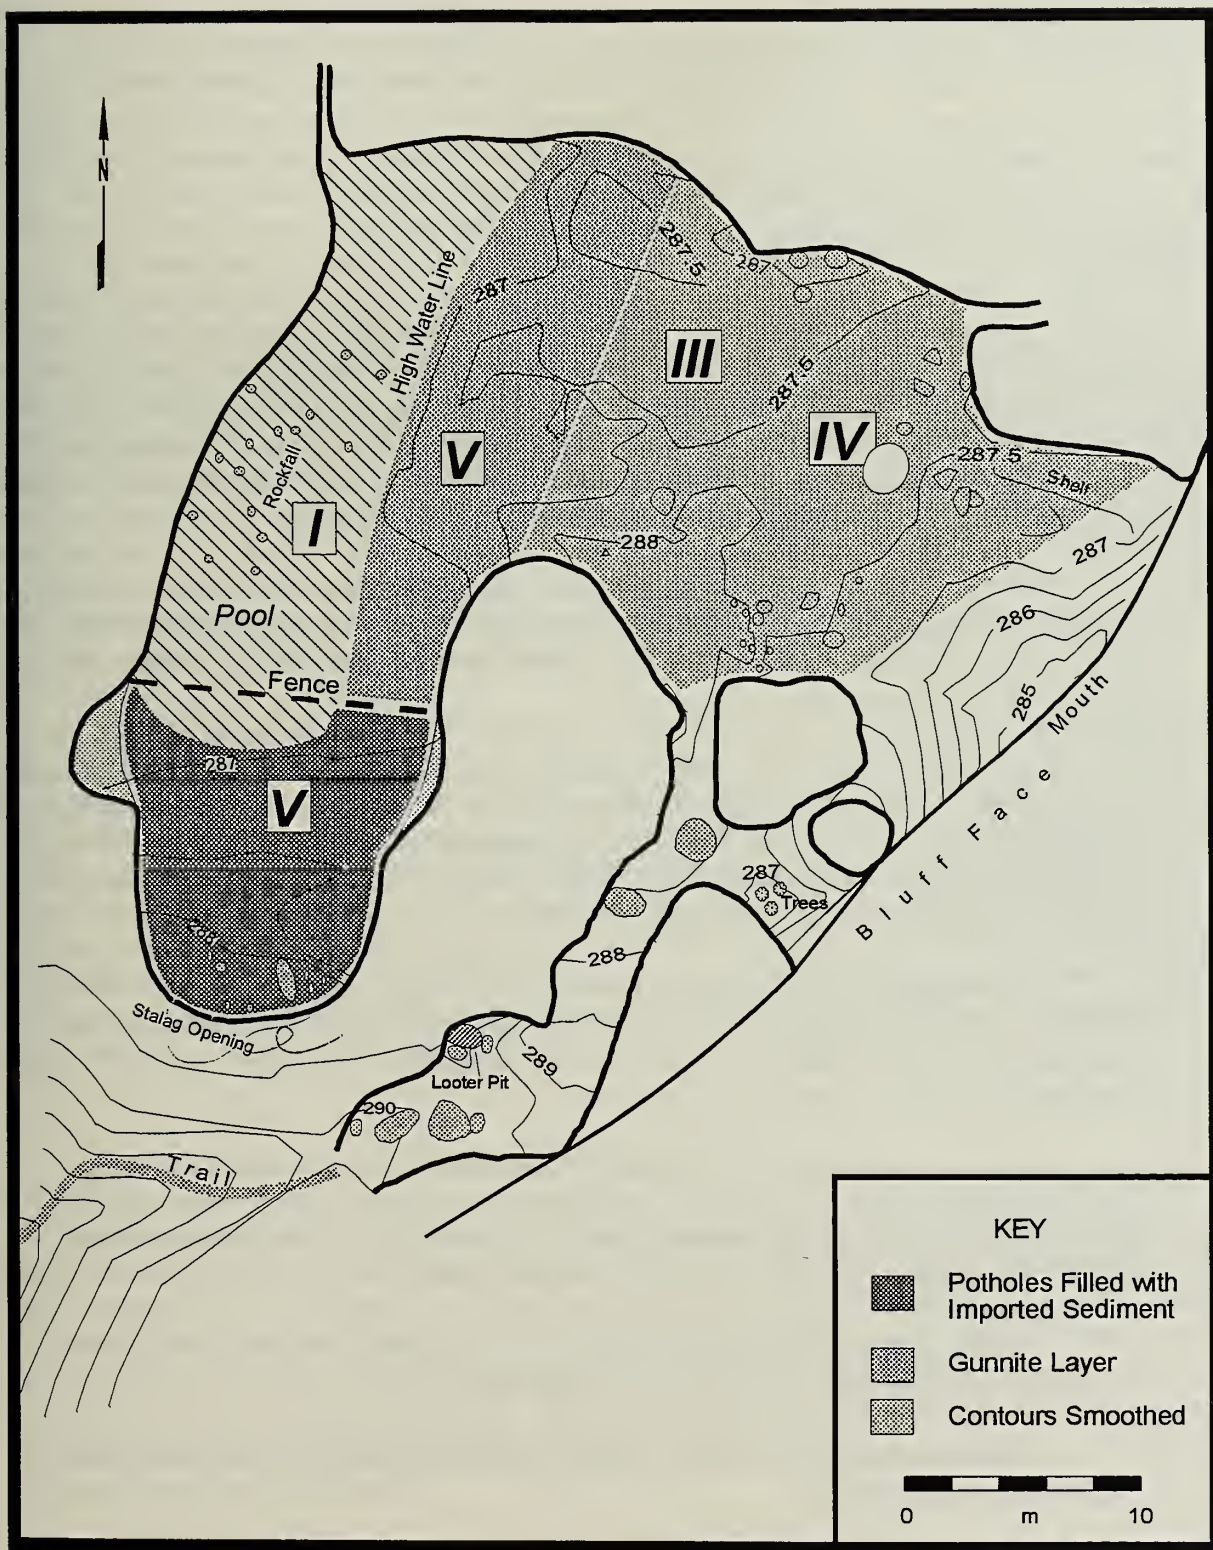 N
287.5
287
High Water Line
287
III
287.5
IV
V
287.5
Shelf
Rockfall
I
288
287
286
Pool
Fence
285
287
V
Bluff Face Mouth
287
Trees
288
Stalag Opening
289
Looter Pit
290
Trail
KEY
Potholes Filled with
Imported Sediment
Gunnite Layer
Contours Smoothed
0 m 10